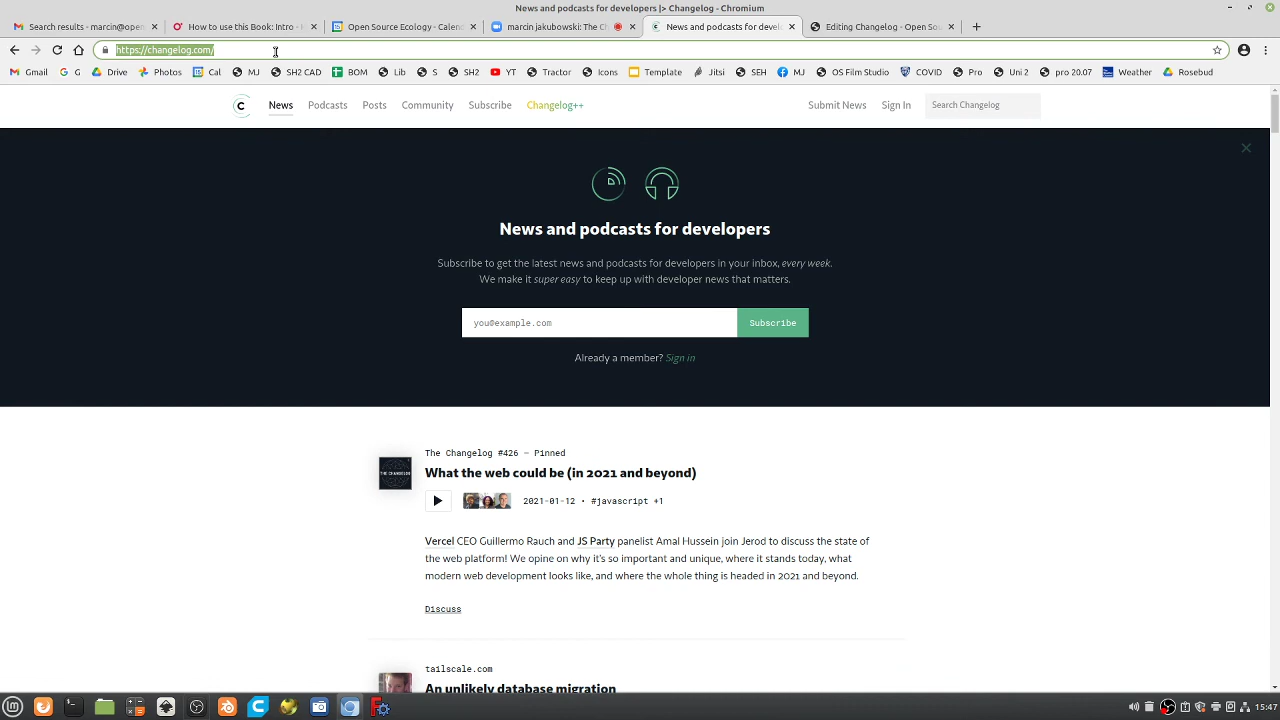 News and podcasts for developers |> Changelog - Chromium
Search results - marcin@open
How to use this Book: Intro -
Open Source Ecology - Calen
marcin jakubowski: The Ch
News and podcasts for devel
Editing Changelog - Open So
https://changelog.com/
Gmail
G
Drive
Photos
Cal
MJ
SH2 CAD
BOM
Lib
S
SH2
YT
Tractor
Icons
Template
Jitsi
SEH
MJ
OS Film Studio
COVID
Pro
Uni 2
pro 20.07
Weather
Rosebud
News
Podcasts
Posts
Community
Subscribe
Changelog++
Submit News
Sign In
Search Changelog
News and podcasts for developers
Subscribe to get the latest news and podcasts for developers in your inbox, every week.
We make it super easy to keep up with developer news that matters.
you@example.com
Subscribe
Already a member? Sign in
The Changelog #426 – Pinned
What the web could be (in 2021 and beyond)
2021-01-12 • #javascript +1
Vercel CEO Guillermo Rauch and JS Party panelist Amal Hussein join Jerod to discuss the state of
the web platform! We opine on why it's so important and unique, where it stands today, what
modern web development looks like, and where the whole thing is headed in 2021 and beyond.
Discuss
tailscale.com
An unlikely database migration
15:47